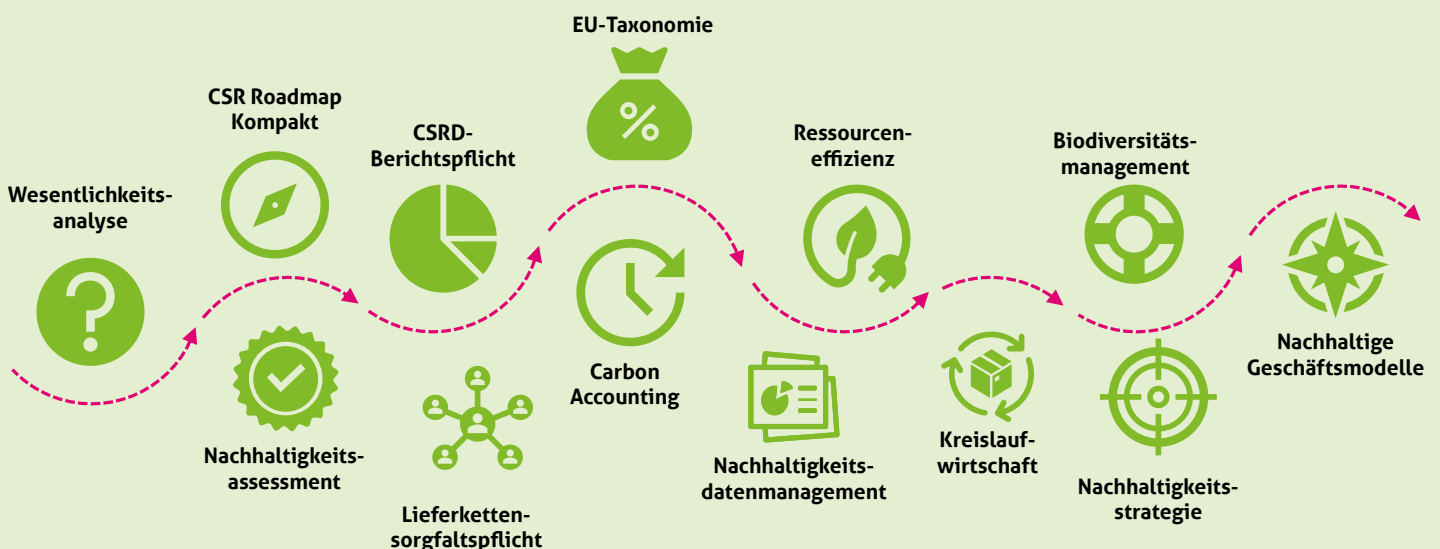 Wesentlichkeits-
analyse
CSR Roadmap
Kompakt
Nachhaltigkeits-
assessment
CSRD-
Berichtspflicht
Lieferketten-
sorgfaltspflicht
EU-Taxonomie
%
Carbon
Accounting
Ressourcen-
effizienz
Nachhaltigkeits-
datenmanagement
Kreislauf-
wirtschaft
Biodiversitäts-
management
Nachhaltigkeits-
strategie
Nachhaltige
Geschäftsmodelle